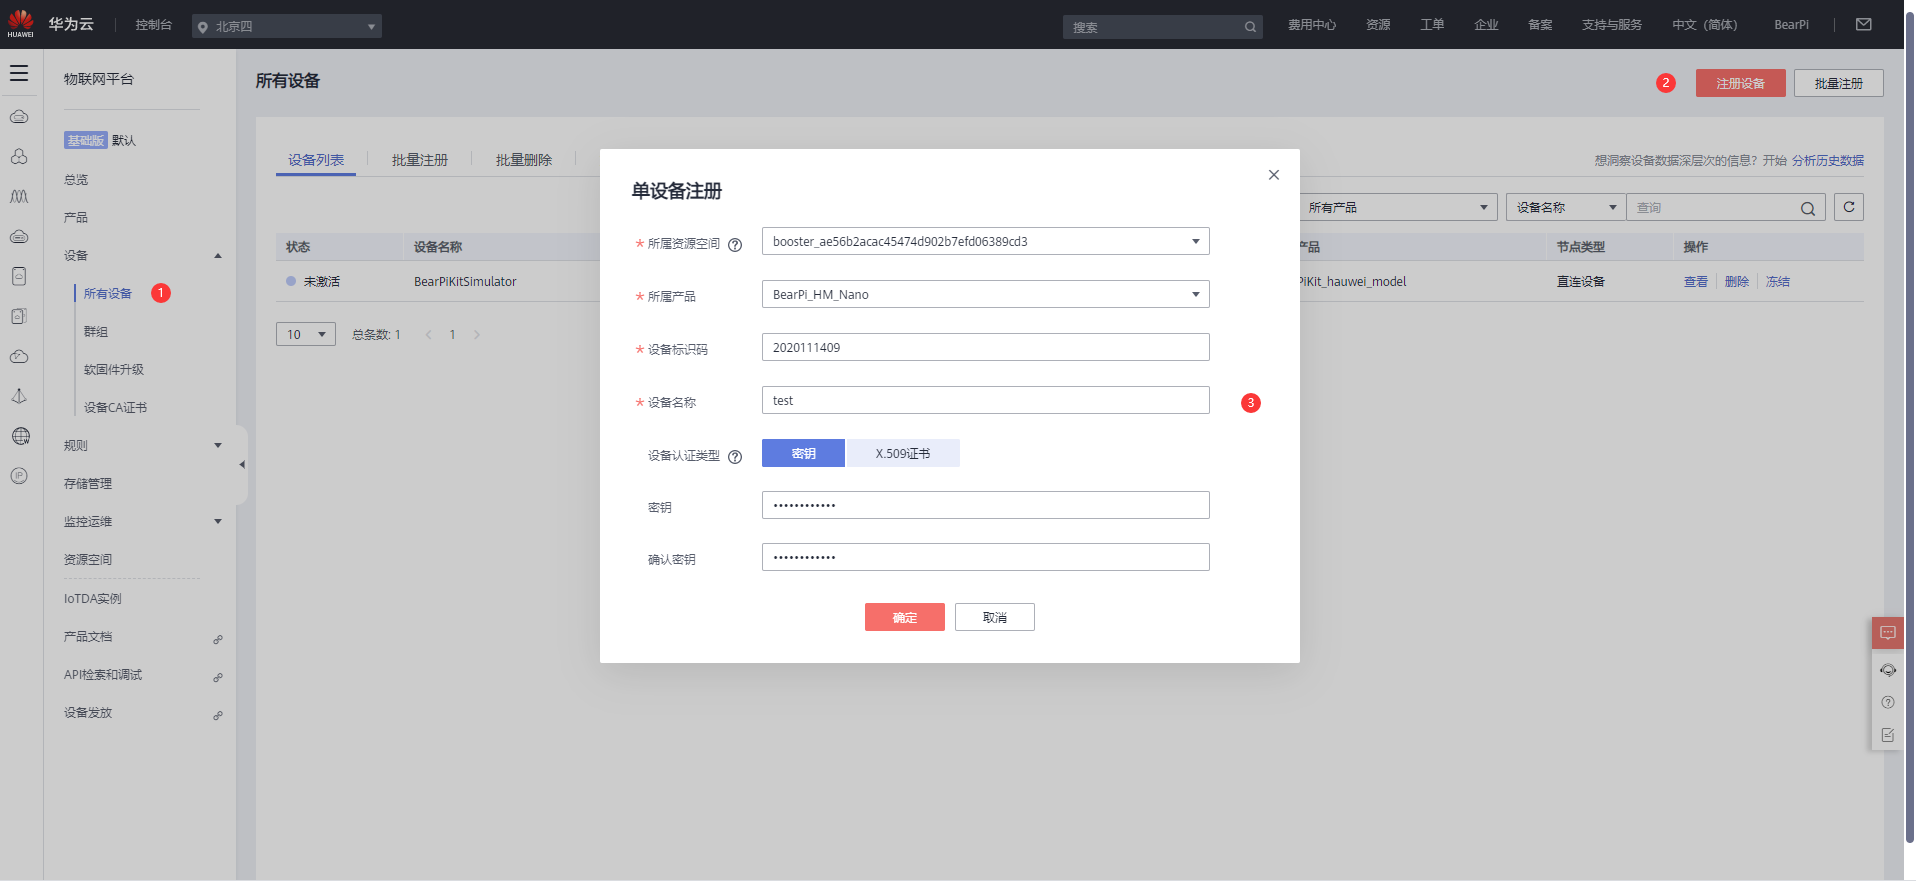 HUAWEI
华为云
控制台
北京四
搜索
费用中心
资源
工单
企业
备案
支持与服务
中文（简体）
BearPi
物联网平台
基础版 默认
总览
产品
设备
所有设备
1
群组
软固件升级
设备CA证书
规则
存储管理
监控运维
资源空间
IoTDA实例
产品文档
API检索和调试
设备发放
所有设备
2
注册设备
批量注册
设备列表
批量注册
批量删除
想洞察设备数据深层次的信息？开始 分析历史数据
所有产品
设备名称
查询
状态
设备名称
产品
节点类型
操作
未激活
BearPiKitSimulator
PiKit_hauwei_model
直连设备
查看
删除
冻结
10
总条数: 1
1
单设备注册
* 所属资源空间 ?
booster_ae56b2acac45474d902b7efd06389cd3
* 所属产品
BearPi_HM_Nano
* 设备标识码
2020111409
* 设备名称
test
3
设备认证类型 ?
密钥
X.509证书
密钥
••••••••••••
确认密钥
••••••••••••
确定
取消
IP